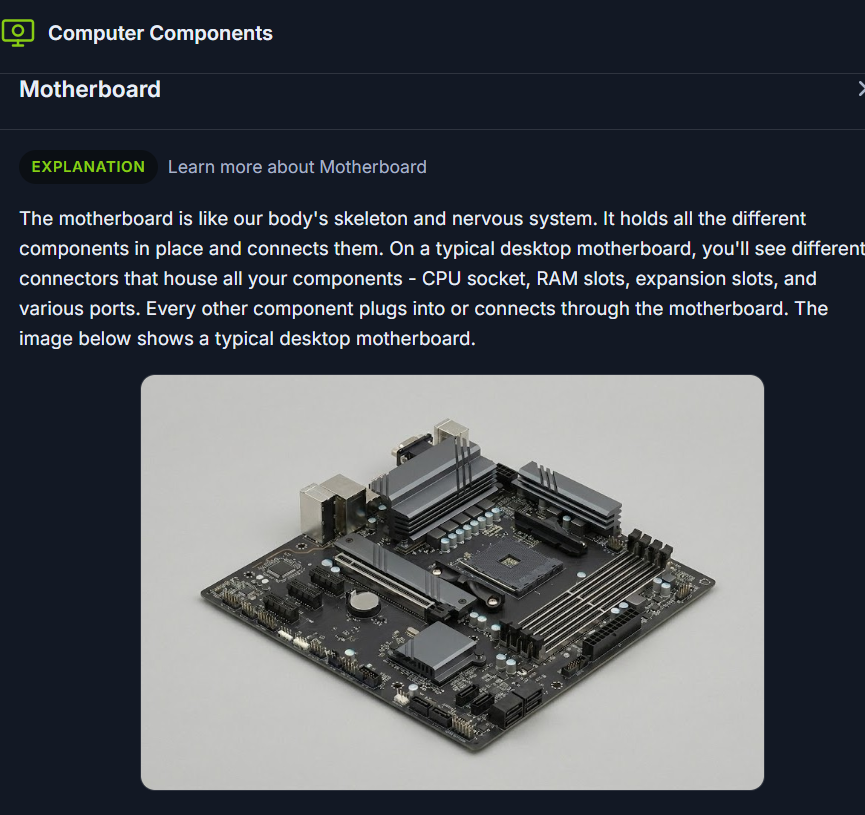 Computer Components
Motherboard
EXPLANATION Learn more about Motherboard
The motherboard is like our body's skeleton and nervous system. It holds all the different
components in place and connects them. On a typical desktop motherboard, you'll see different
connectors that house all your components - CPU socket, RAM slots, expansion slots, and
various ports. Every other component plugs into or connects through the motherboard. The
image below shows a typical desktop motherboard.